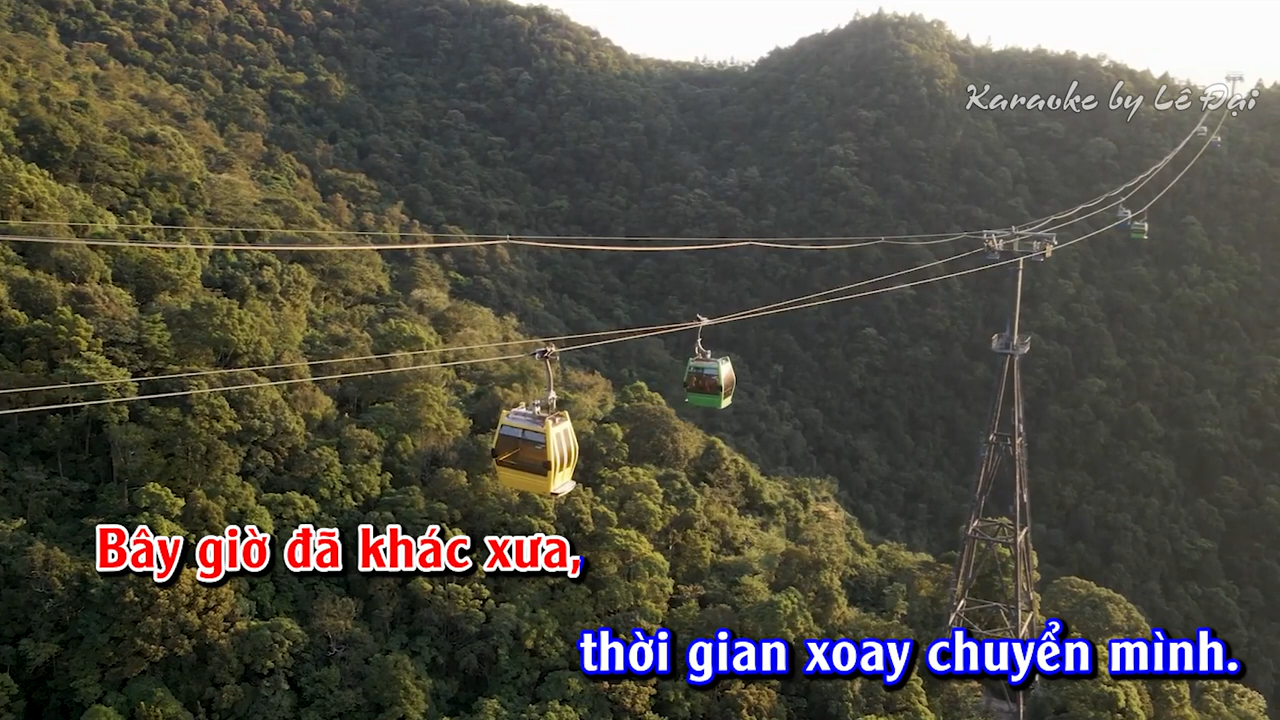 Karaoke by Lê Đại
Bây giờ đã khác xưa,
thời gian xoay chuyển mình.